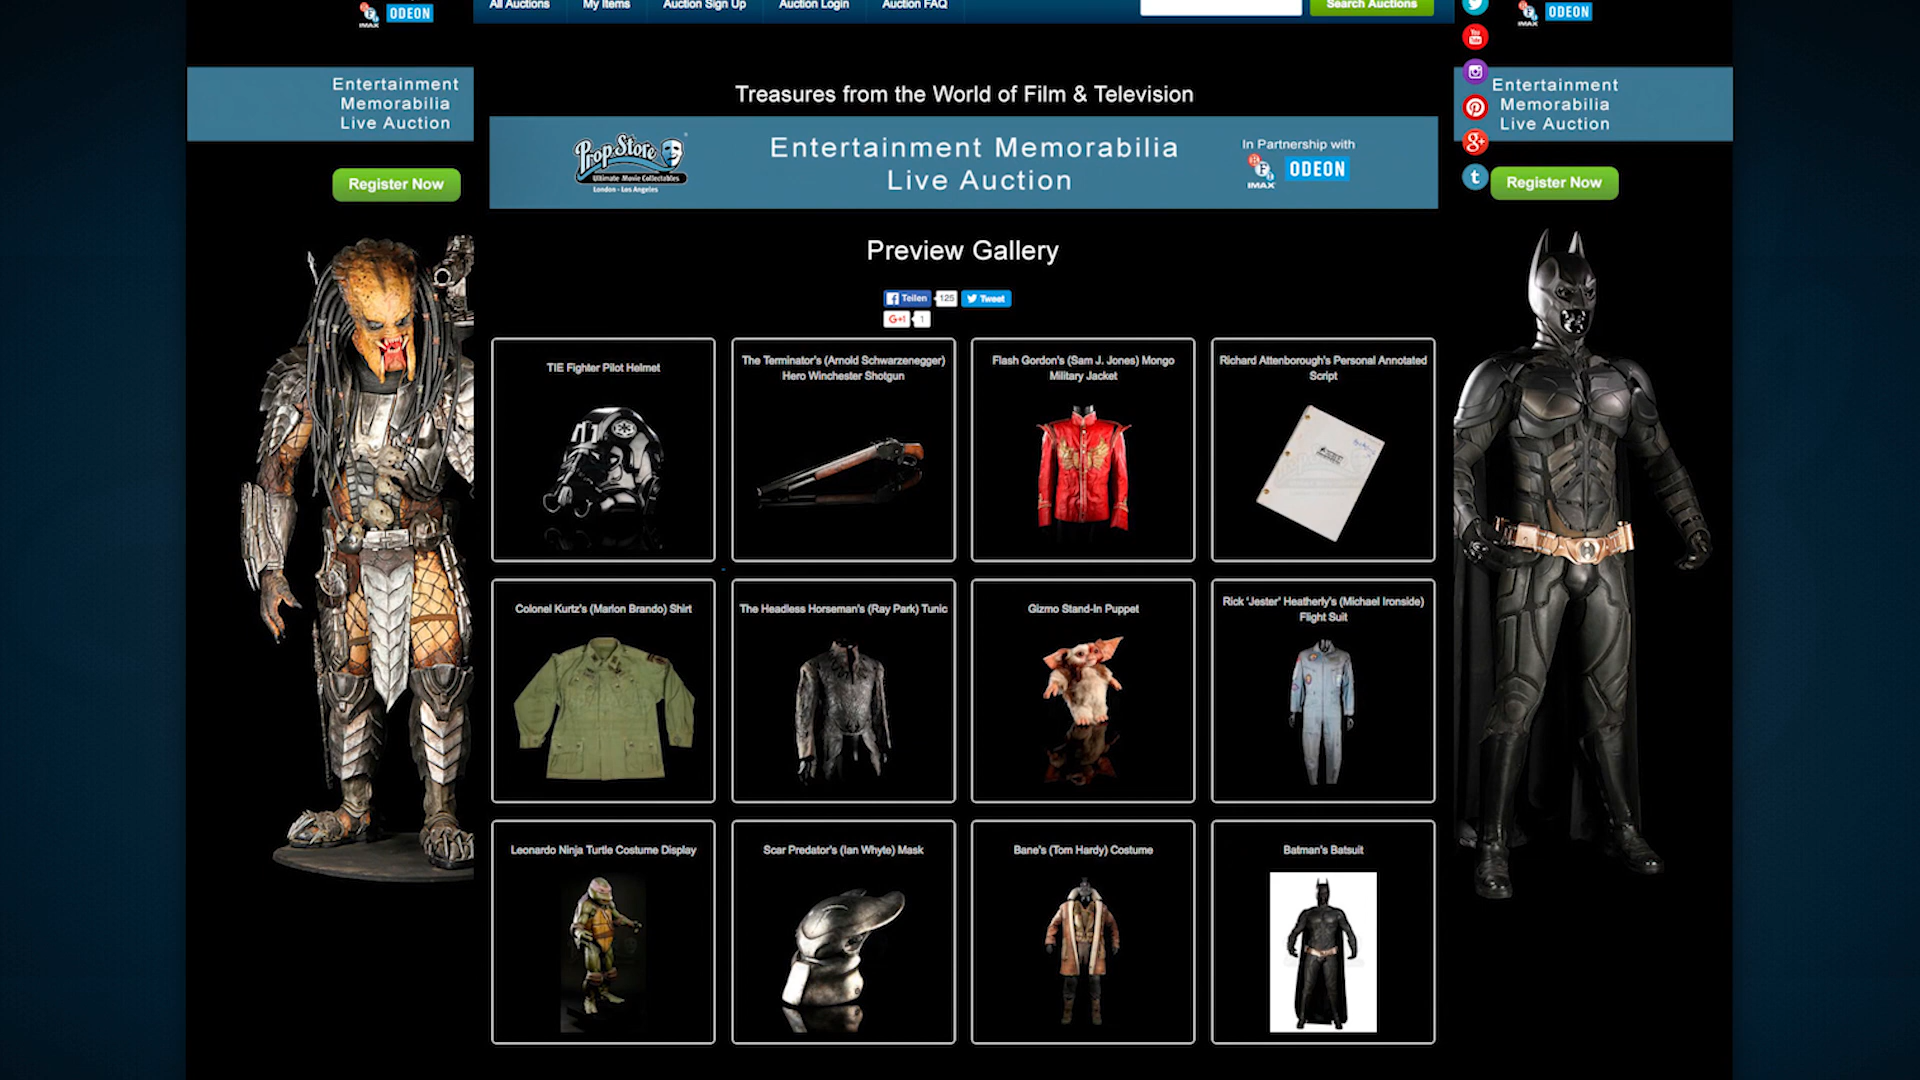 ODEON
IMAX
All Auctions
My Items
Auction Sign Up
Auction Login
Auction FAQ
Search Auctions
ODEON
IMAX
Entertainment
Memorabilia
Live Auction
Register Now
Treasures from the World of Film & Television
Prop Store
Ultimate Movie Collectables
London - Los Angeles
Entertainment Memorabilia
Live Auction
In Partnership with
BFI
IMAX
ODEON
You
Tube
Entertainment
Memorabilia
Live Auction
Register Now
Preview Gallery
Teilen
125
Tweet
G+1
1
TIE Fighter Pilot Helmet
The Terminator's (Arnold Schwarzenegger)
Hero Winchester Shotgun
Flash Gordon's (Sam J. Jones) Mongo
Military Jacket
Richard Attenborough's Personal Annotated
Script
Colonel Kurtz's (Marlon Brando) Shirt
The Headless Horseman's (Ray Park) Tunic
Gizmo Stand-In Puppet
Rick 'Jester' Heatherly's (Michael Ironside)
Flight Suit
Leonardo Ninja Turtle Costume Display
Scar Predator's (Ian Whyte) Mask
Bane's (Tom Hardy) Costume
Batman's Batsuit